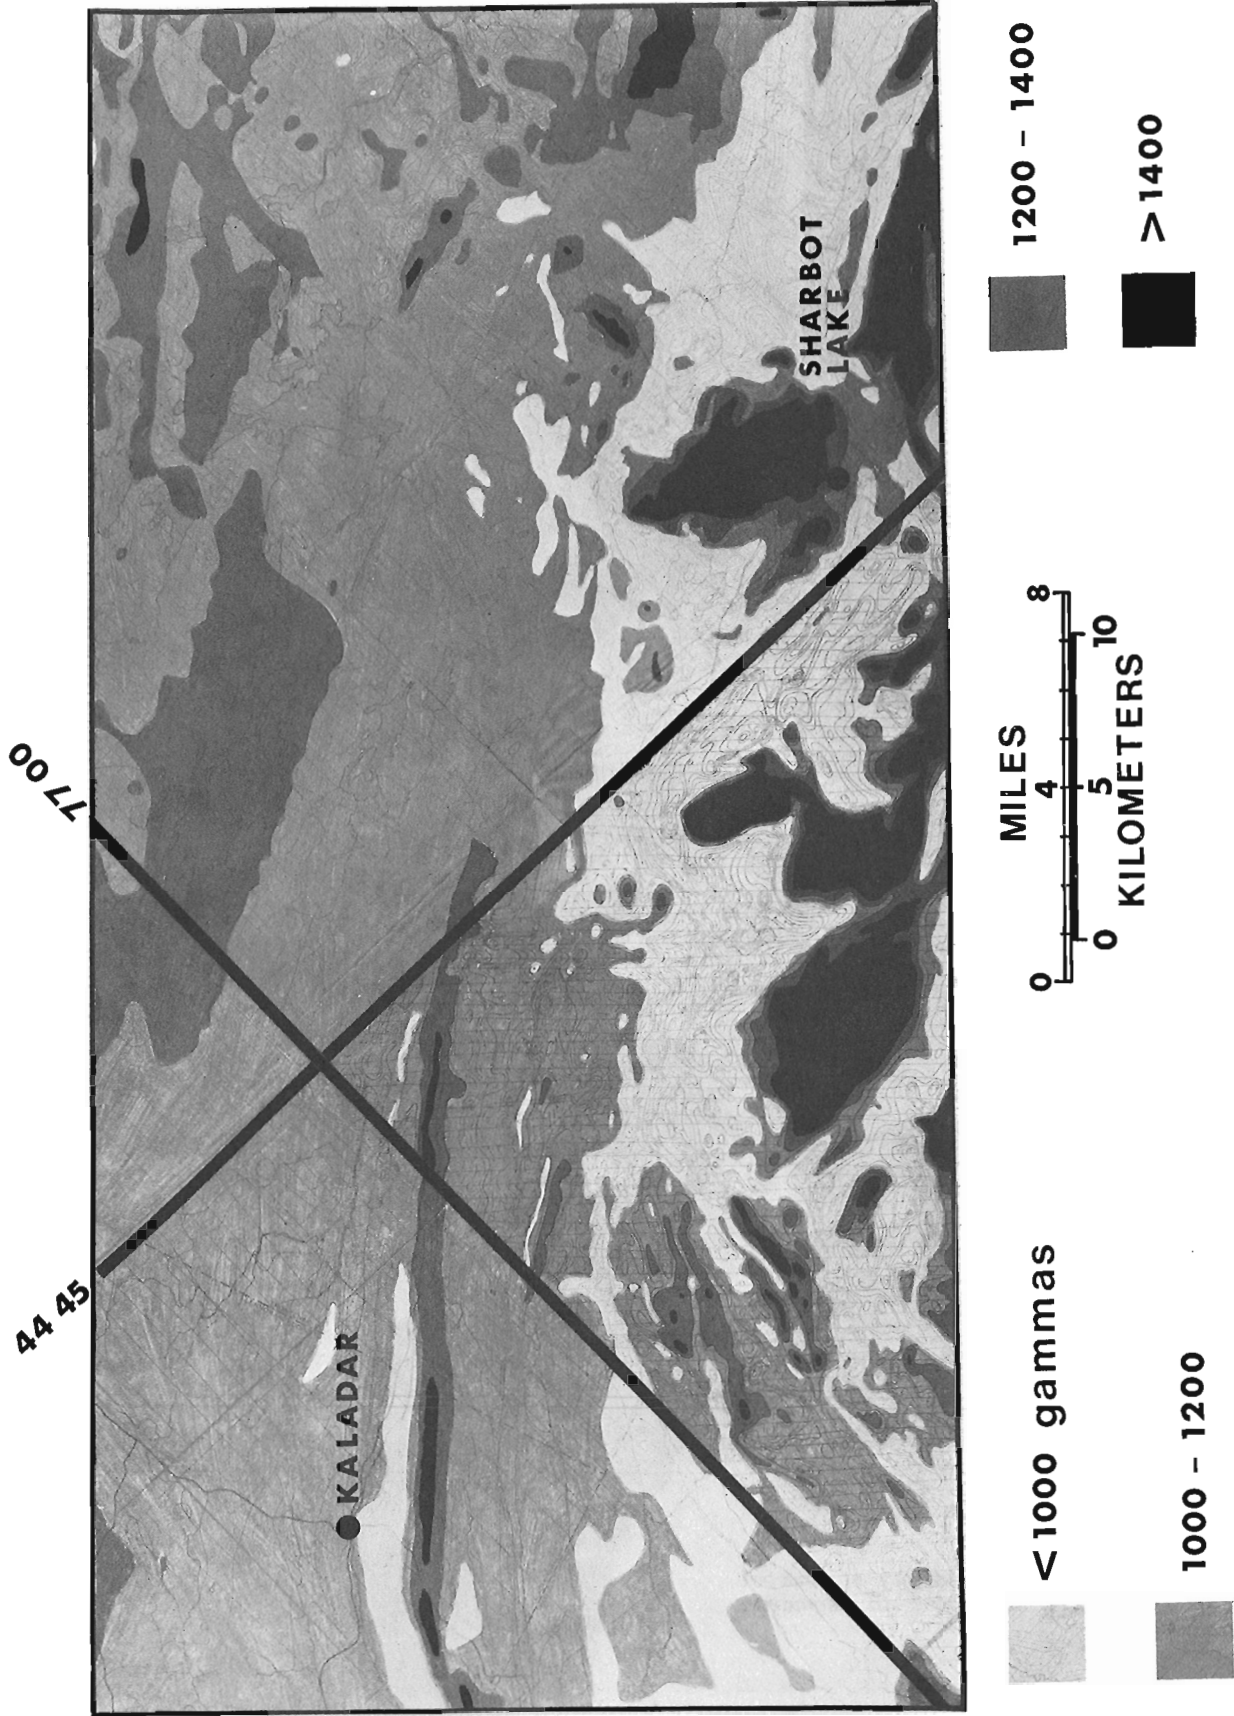 77 00
44 45
KALADAR
SHARBOT
LAKE
<1000 gammas
1000 – 1200
1200 – 1400
>1400
MILES
0 4 8
0 5 10
KILOMETERS